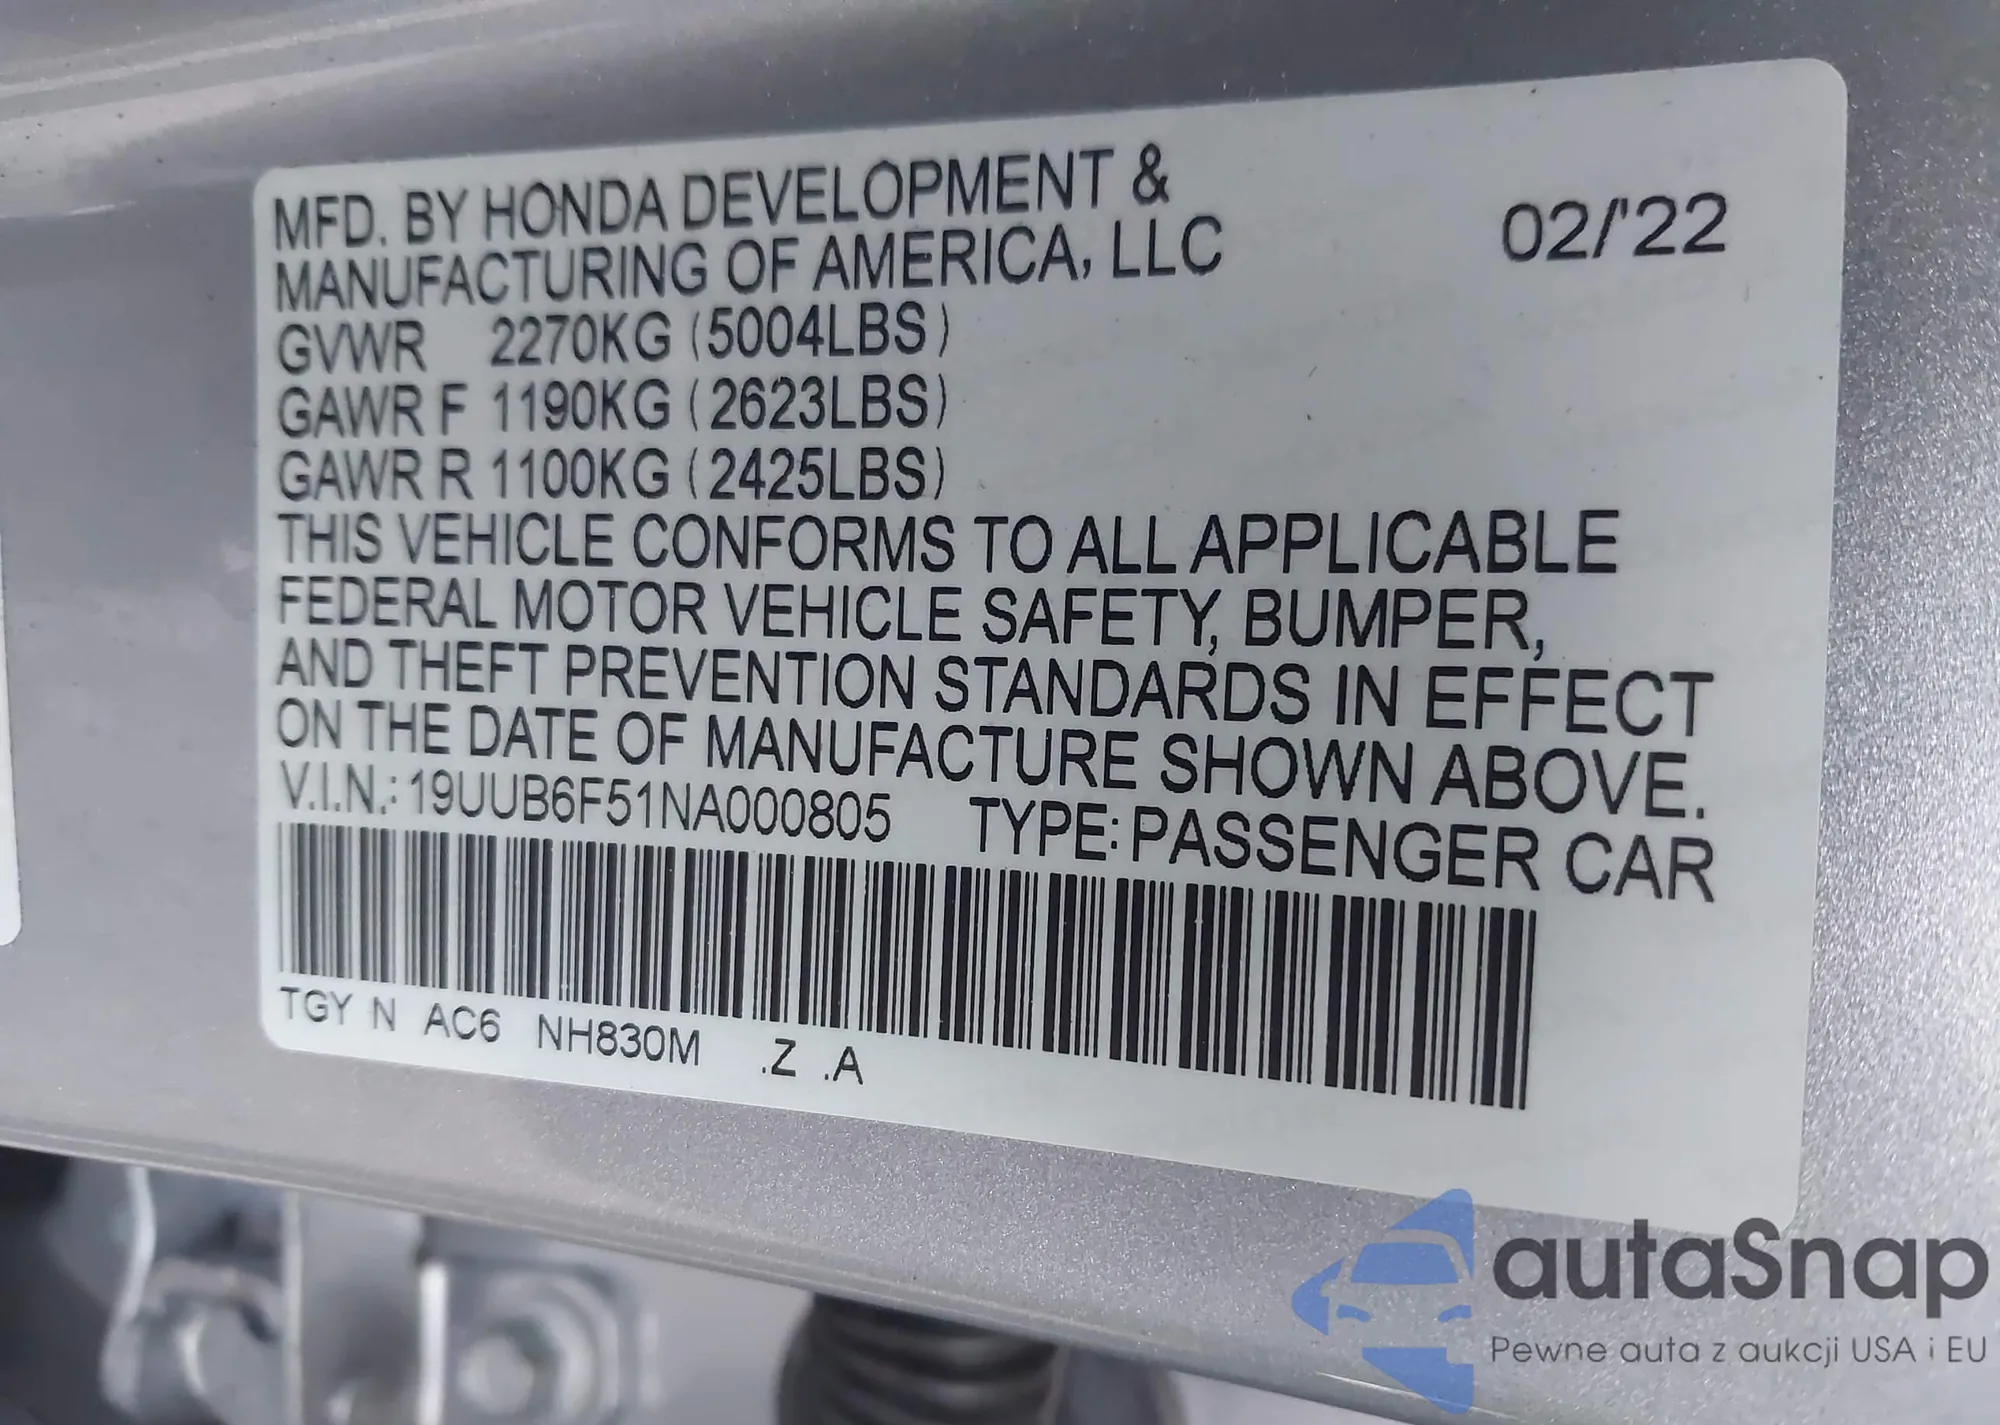 MFD. BY HONDA DEVELOPMENT &
MANUFACTURING OF AMERICA, LLC
02/'22
GVWR 2270KG (5004LBS)
GAWR F 1190KG (2623LBS)
GAWR R 1100KG (2425LBS)
THIS VEHICLE CONFORMS TO ALL APPLICABLE
FEDERAL MOTOR VEHICLE SAFETY, BUMPER,
AND THEFT PREVENTION STANDARDS IN EFFECT
ON THE DATE OF MANUFACTURE SHOWN ABOVE.
V.I.N.: 19UUB6F51NA000805 TYPE: PASSENGER CAR
TGY N AC6 NH830M .Z .A
autaSnap
Pewne auta z aukcji USA i EU